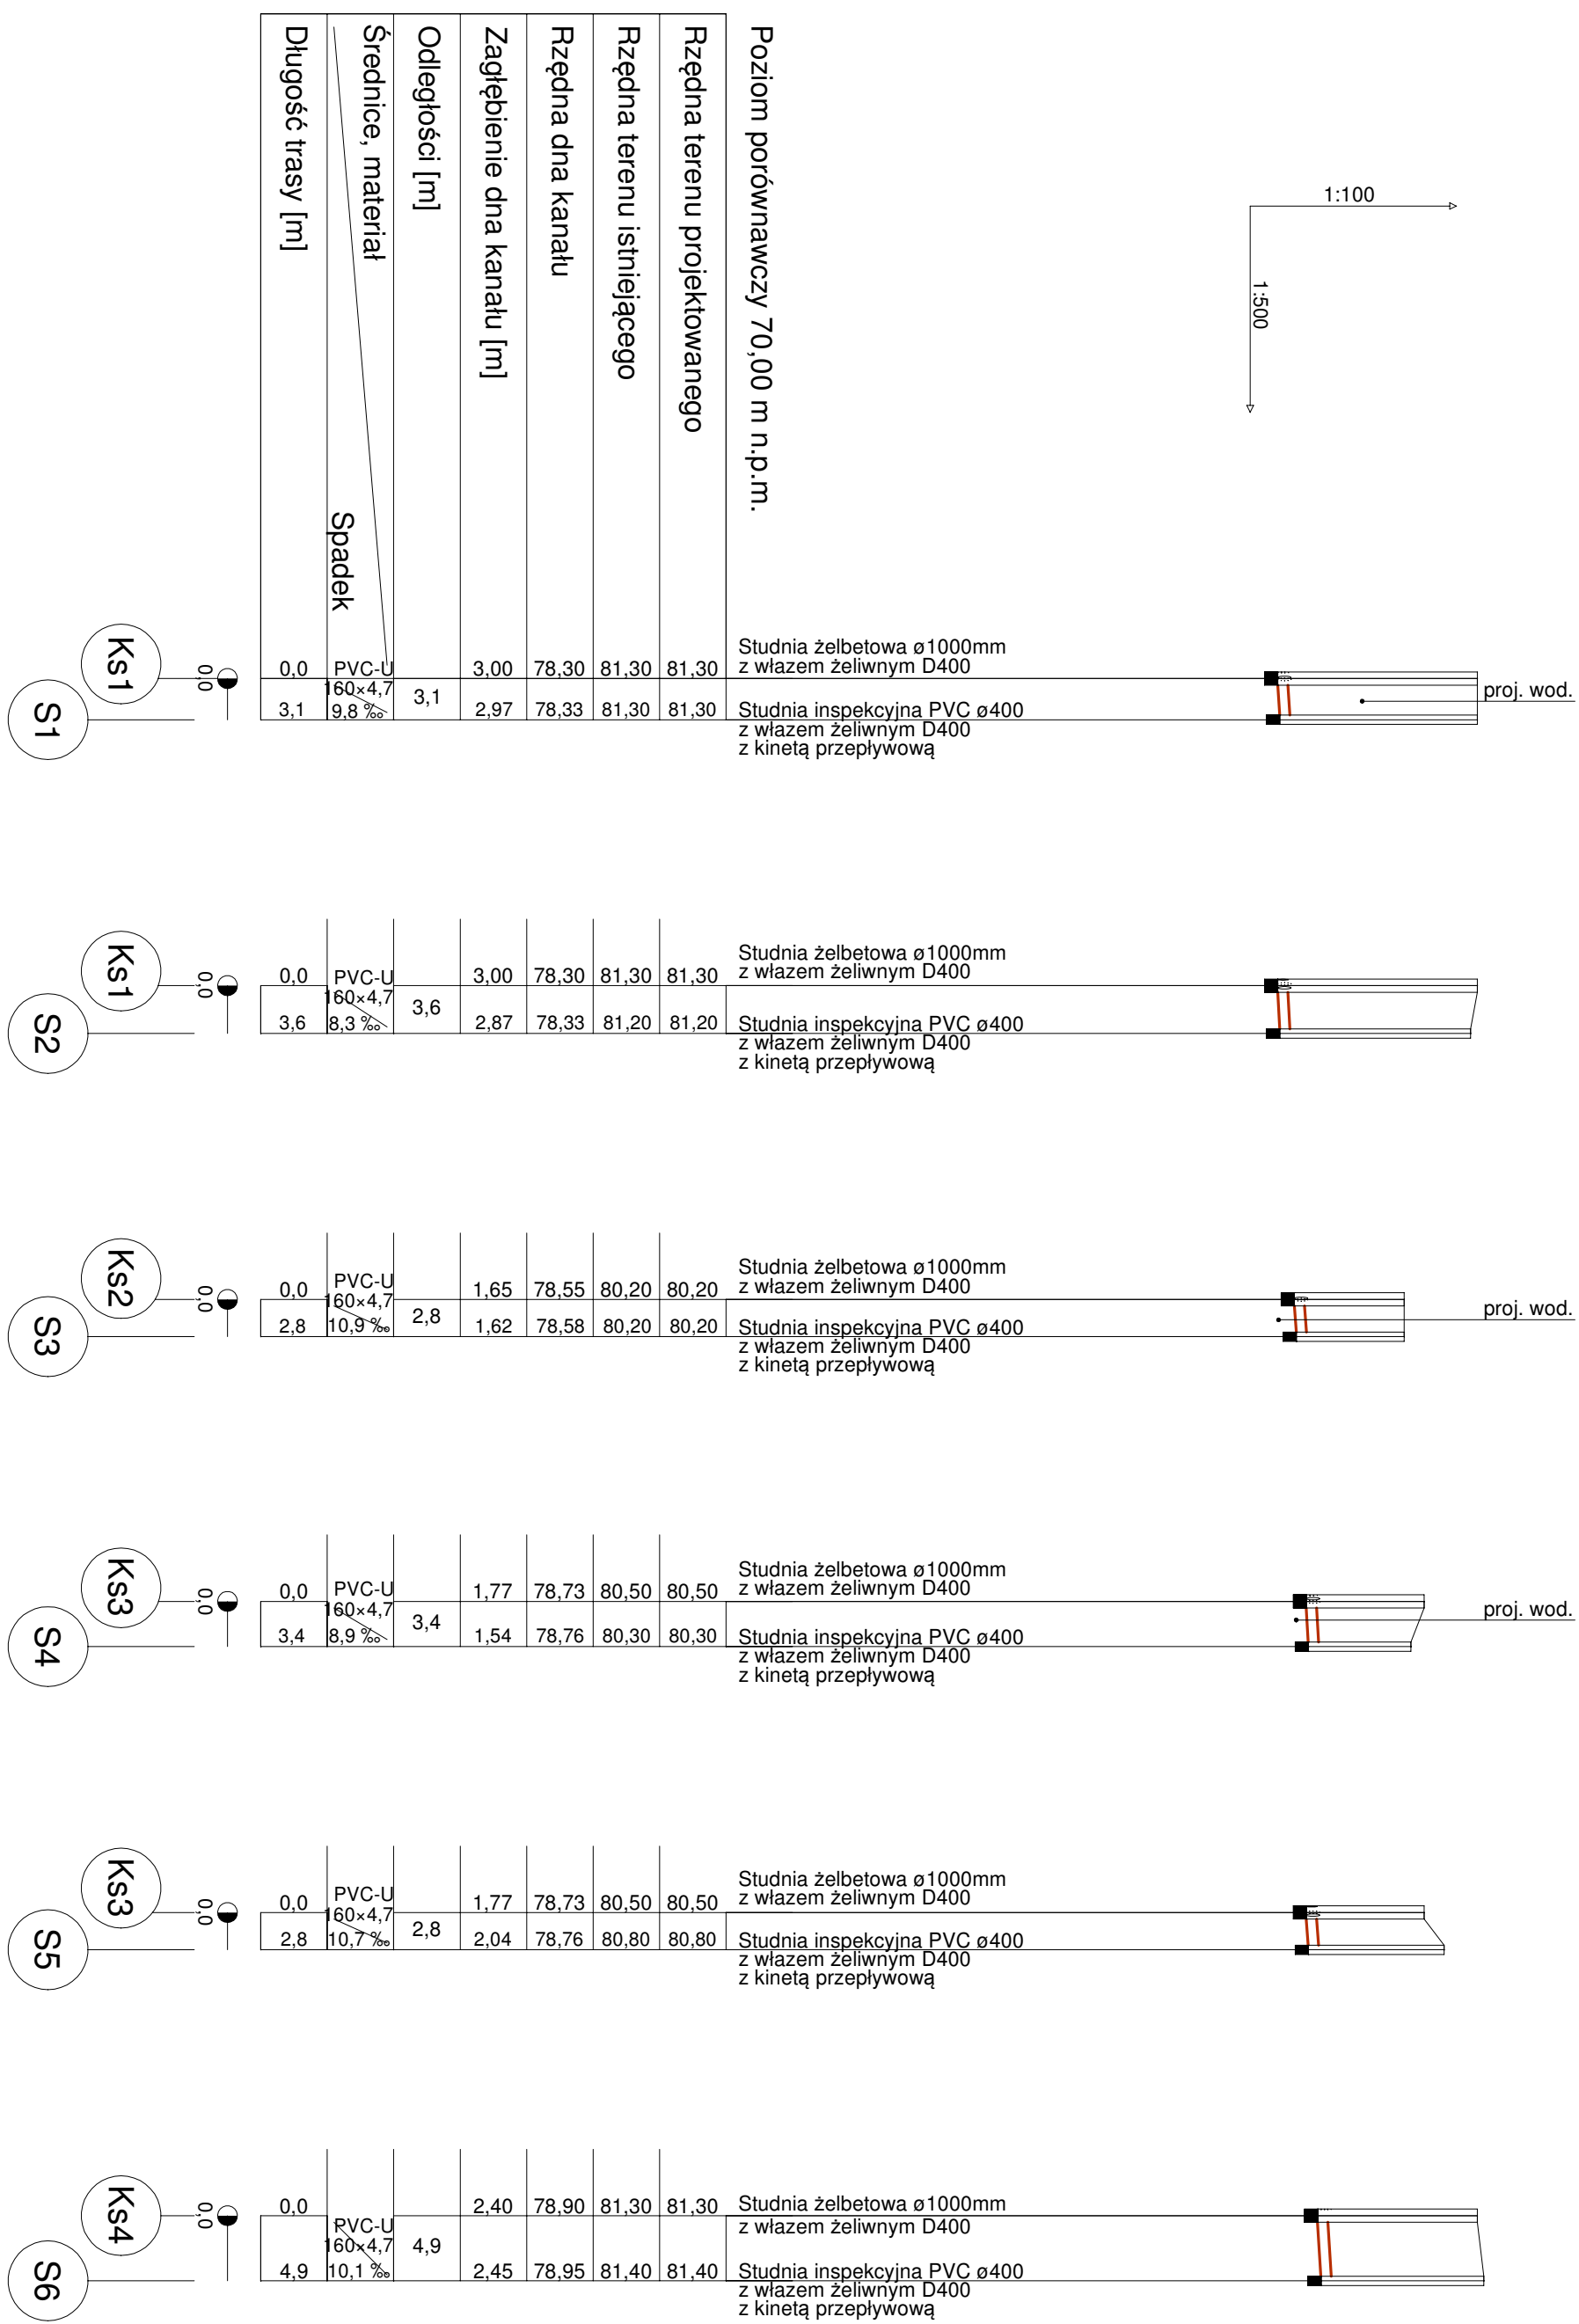 1:100
1:500
Poziom porównawczy 70,00 m n.p.m.
Rzędna terenu projektowanego
Rzędna terenu istniejącego
Rzędna dna kanału
Zagłębienie dna kanału [m]
Odległości [m]
Średnice, materiał
Spadek
Długość trasy [m]
Studnia żelbetowa ø1000mm
z włazem żeliwnym D400
proj. wod.
Ks1
0,0
0,0
PVC-U
160×4,7
3,00
78,30
81,30
81,30
S1
3,1
9,8 ‰
3,1
2,97
78,33
81,30
81,30
Studnia inspekcyjna PVC ø400
z włazem żeliwnym D400
z kinetą przepływową
Studnia żelbetowa ø1000mm
z włazem żeliwnym D400
Ks1
0,0
0,0
PVC-U
160×4,7
3,00
78,30
81,30
81,30
S2
3,6
8,3 ‰
3,6
2,87
78,33
81,20
81,20
Studnia inspekcyjna PVC ø400
z włazem żeliwnym D400
z kinetą przepływową
Studnia żelbetowa ø1000mm
z włazem żeliwnym D400
proj. wod.
Ks2
0,0
0,0
PVC-U
160×4,7
1,65
78,55
80,20
80,20
S3
2,8
10,9 ‰
2,8
1,62
78,58
80,20
80,20
Studnia inspekcyjna PVC ø400
z włazem żeliwnym D400
z kinetą przepływową
Studnia żelbetowa ø1000mm
z włazem żeliwnym D400
proj. wod.
Ks3
0,0
0,0
PVC-U
160×4,7
1,77
78,73
80,50
80,50
S4
3,4
8,9 ‰
3,4
1,54
78,76
80,30
80,30
Studnia inspekcyjna PVC ø400
z włazem żeliwnym D400
z kinetą przepływową
Studnia żelbetowa ø1000mm
z włazem żeliwnym D400
Ks3
0,0
0,0
PVC-U
160×4,7
1,77
78,73
80,50
80,50
S5
2,8
10,7 ‰
2,8
2,04
78,76
80,80
80,80
Studnia inspekcyjna PVC ø400
z włazem żeliwnym D400
z kinetą przepływową
Studnia żelbetowa ø1000mm
z włazem żeliwnym D400
Ks4
0,0
0,0
PVC-U
160×4,7
2,40
78,90
81,30
81,30
S6
4,9
10,1 ‰
4,9
2,45
78,95
81,40
81,40
Studnia inspekcyjna PVC ø400
z włazem żeliwnym D400
z kinetą przepływową